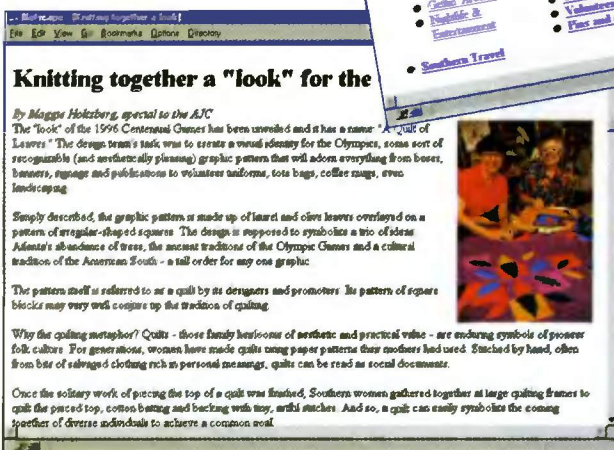 Netscape
Knitting together a look!
File Edit View Go Bookmarks Options Directory
Nightlife &
Entertainment
Southern Travel
Volunteer
Pins and
Knitting together a "look" for the
By Maggie Holtzberg, special to the AJC
The "look" of the 1996 Centennial Games has been unveiled and it has a name: "A Quilt of
Leaves." The design team's task was to create a visual identity for the Olympics, some sort of
recognizable (and aesthetically pleasing) graphic pattern that will adorn everything from buses,
banners, signage and publications to volunteer uniforms, tote bags, coffee mugs, even
landscaping.
Simply described, the graphic pattern is made up of laurel and olive leaves overlayed on a
pattern of irregular-shaped squares. The design is supposed to symbolize a trio of ideas:
Atlanta's abundance of trees, the ancient traditions of the Olympic Games and a cultural
tradition of the American South - a tall order for any one graphic.
The pattern itself is referred to as a quilt by its designers and promoters. Its pattern of square
blocks may very well conjure up the tradition of quilting.
Why the quilting metaphor? Quilts - those family heirlooms of aesthetic and practical value - are enduring symbols of pioneer
folk culture. For generations, women have made quilts using paper patterns their mothers had used. Stitched by hand, often
from bits of salvaged clothing rich in personal meanings, quilts can be read as social documents.
Once the solitary work of piecing the top of a quilt was finished, Southern women gathered together at large quilting frames to
quilt the pieced top, cotton batting and backing with tiny, artful stitches. And so, a quilt can easily symbolize the coming
together of diverse individuals to achieve a common goal.